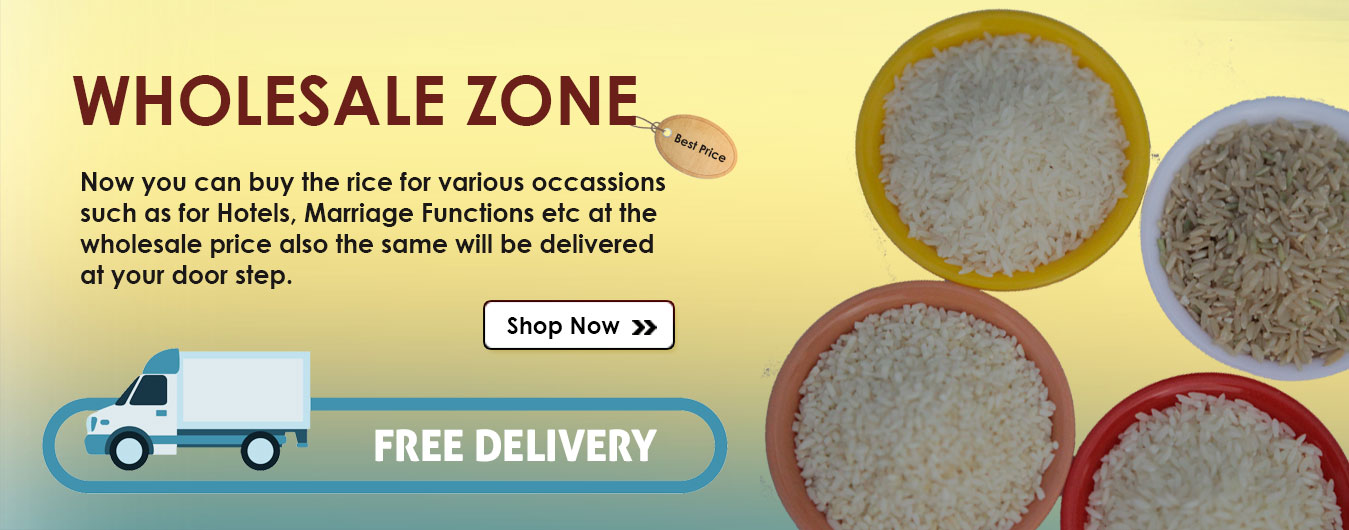 WHOLESALE ZONE
Best Price
Now you can buy the rice for various occassions
such as for Hotels, Marriage Functions etc at the
wholesale price also the same will be delivered
at your door step.
Shop Now
FREE DELIVERY